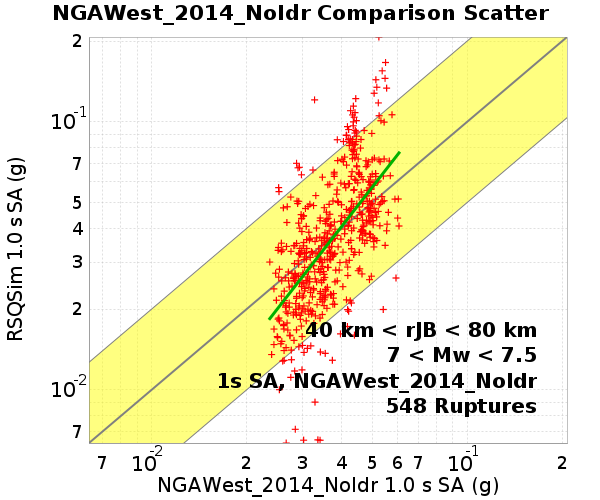 NGAWest_2014_NoIdr Comparison Scatter
2
10-1
7
5
4
3
2
10-2
7
RSQSim 1.0 s SA (g)
40 km < rJB < 80 km
7 < Mw < 7.5
1s SA, NGAWest_2014_NoIdr
548 Ruptures
7 10-2 2 3 4 5 6 7 10-1 2
NGAWest_2014_NoIdr 1.0 s SA (g)